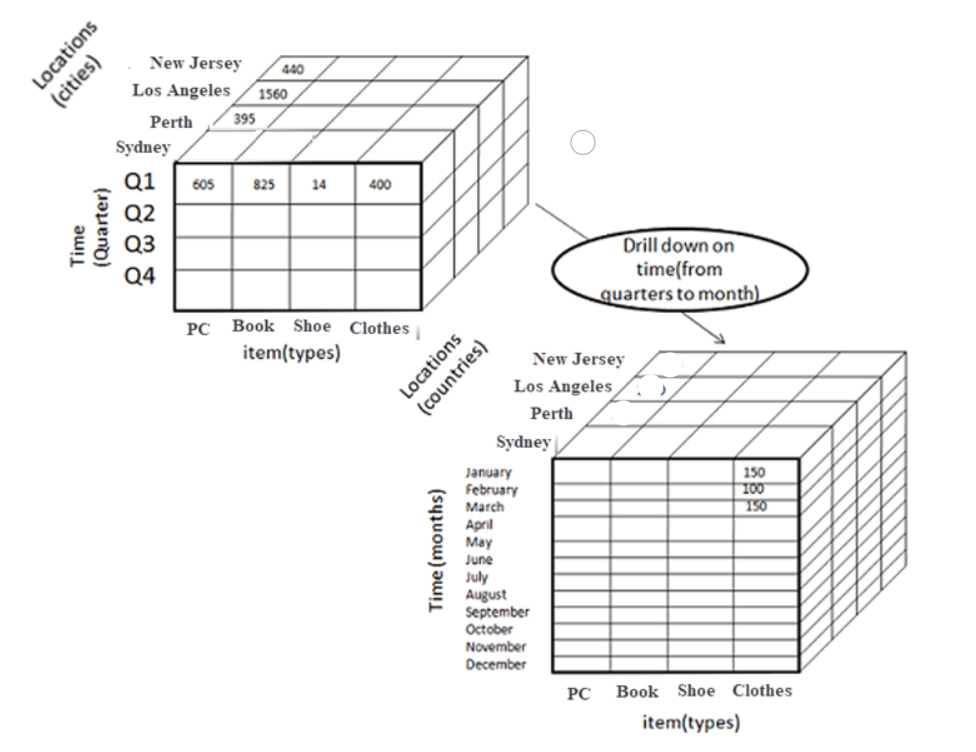 Locations
(cities)
New Jersey
440
Los Angeles
1560
Perth
395
Sydney
Time
(Quarter)
Q1
605 825 14 400
Q2
Q3
Q4
PC Book Shoe Clothes
item(types)
Drill down on
time(from
quarters to month)
Locations
(countries)
New Jersey
Los Angeles
Perth
Sydney
Time (months)
January 150
February 100
March 150
April
May
June
July
August
September
October
November
December
PC Book Shoe Clothes
item(types)